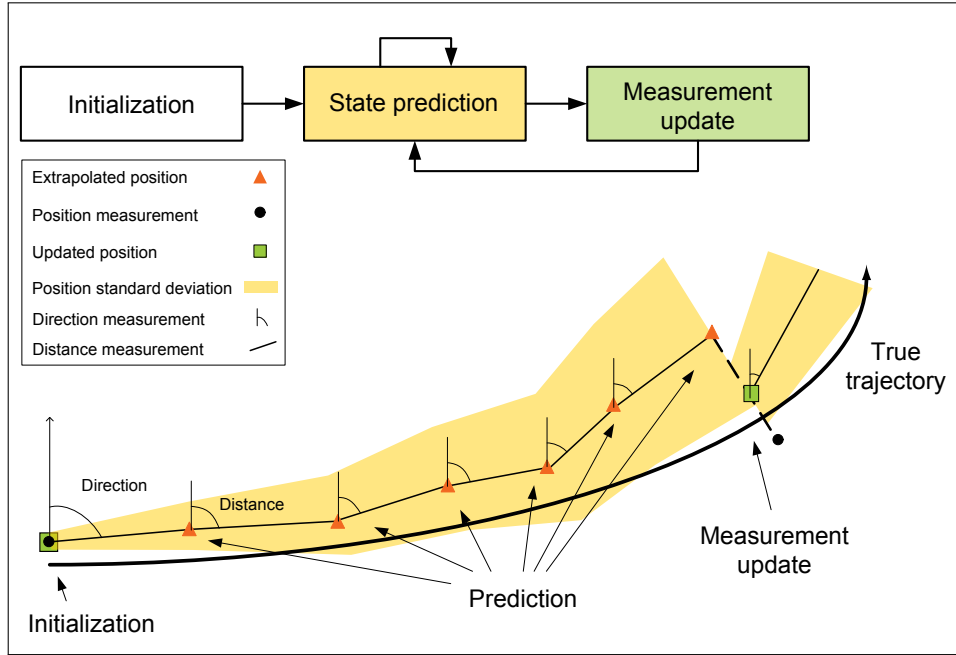 Initialization
State prediction
Measurement
update
Extrapolated position
Position measurement
Updated position
Position standard deviation
Direction measurement
Distance measurement
True
trajectory
Direction
Distance
Measurement
update
Prediction
Initialization